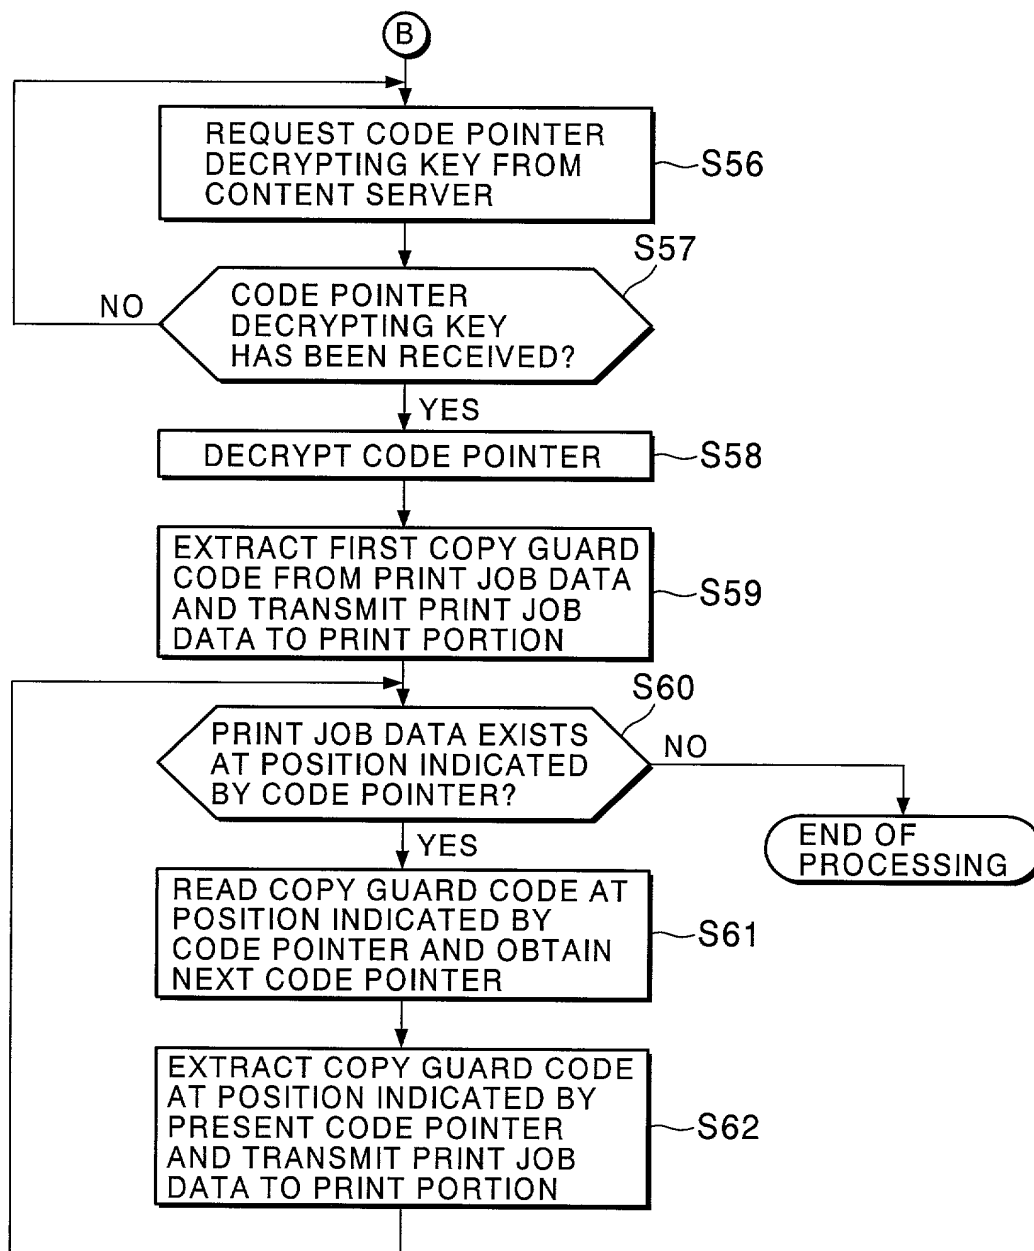 B
REQUEST CODE POINTER
DECRYPTING KEY FROM
CONTENT SERVER
S56
S57
NO
CODE POINTER
DECRYPTING KEY
HAS BEEN RECEIVED?
YES
DECRYPT CODE POINTER
S58
EXTRACT FIRST COPY GUARD
CODE FROM PRINT JOB DATA
AND TRANSMIT PRINT JOB
DATA TO PRINT PORTION
S59
S60
PRINT JOB DATA EXISTS
AT POSITION INDICATED
BY CODE POINTER?
NO
END OF
PROCESSING
YES
READ COPY GUARD CODE AT
POSITION INDICATED BY
CODE POINTER AND OBTAIN
NEXT CODE POINTER
S61
EXTRACT COPY GUARD CODE
AT POSITION INDICATED BY
PRESENT CODE POINTER
AND TRANSMIT PRINT JOB
DATA TO PRINT PORTION
S62